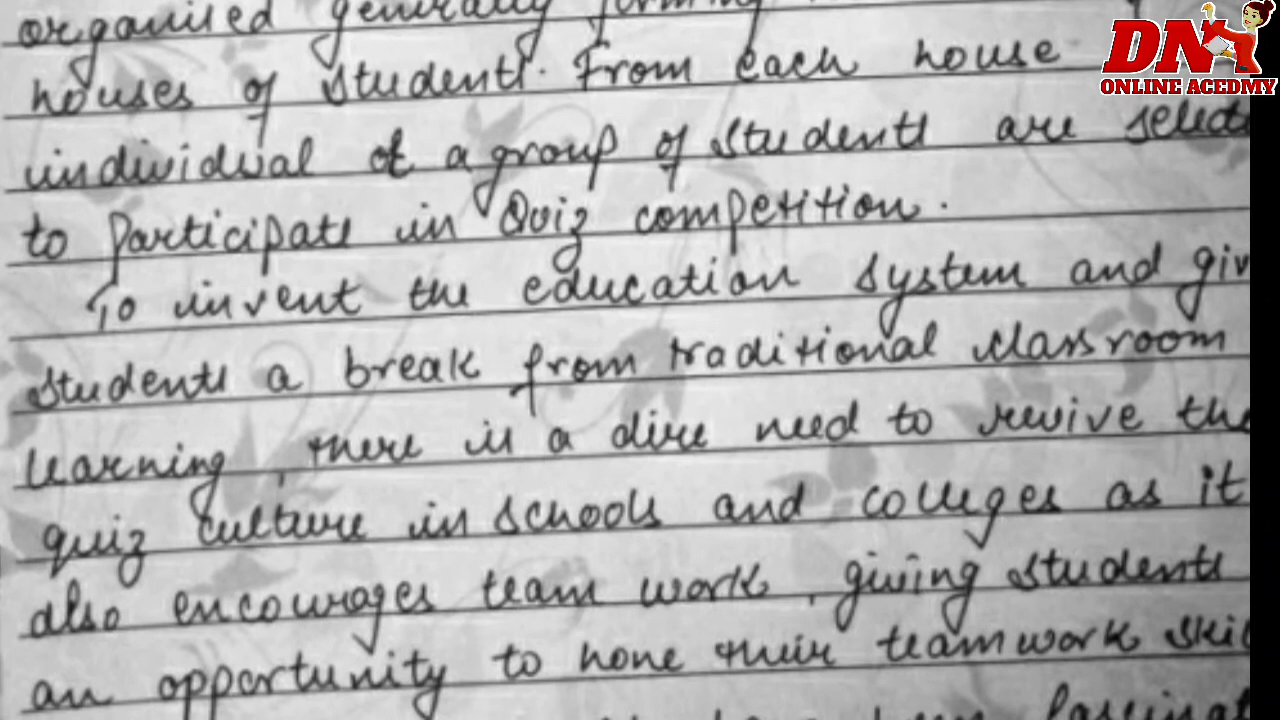 DN
ONLINE ACEDMY
organised generally forming
houses of students. From each house
individual of a group of students are select
to participate in Quiz competition.
To invent the education system and giv
students a break from traditional classroom
learning, there is a dire need to revive the
quiz culture in schools and colleges as it
also encourages team work, giving students
an opportunity to hone their teamwork skil